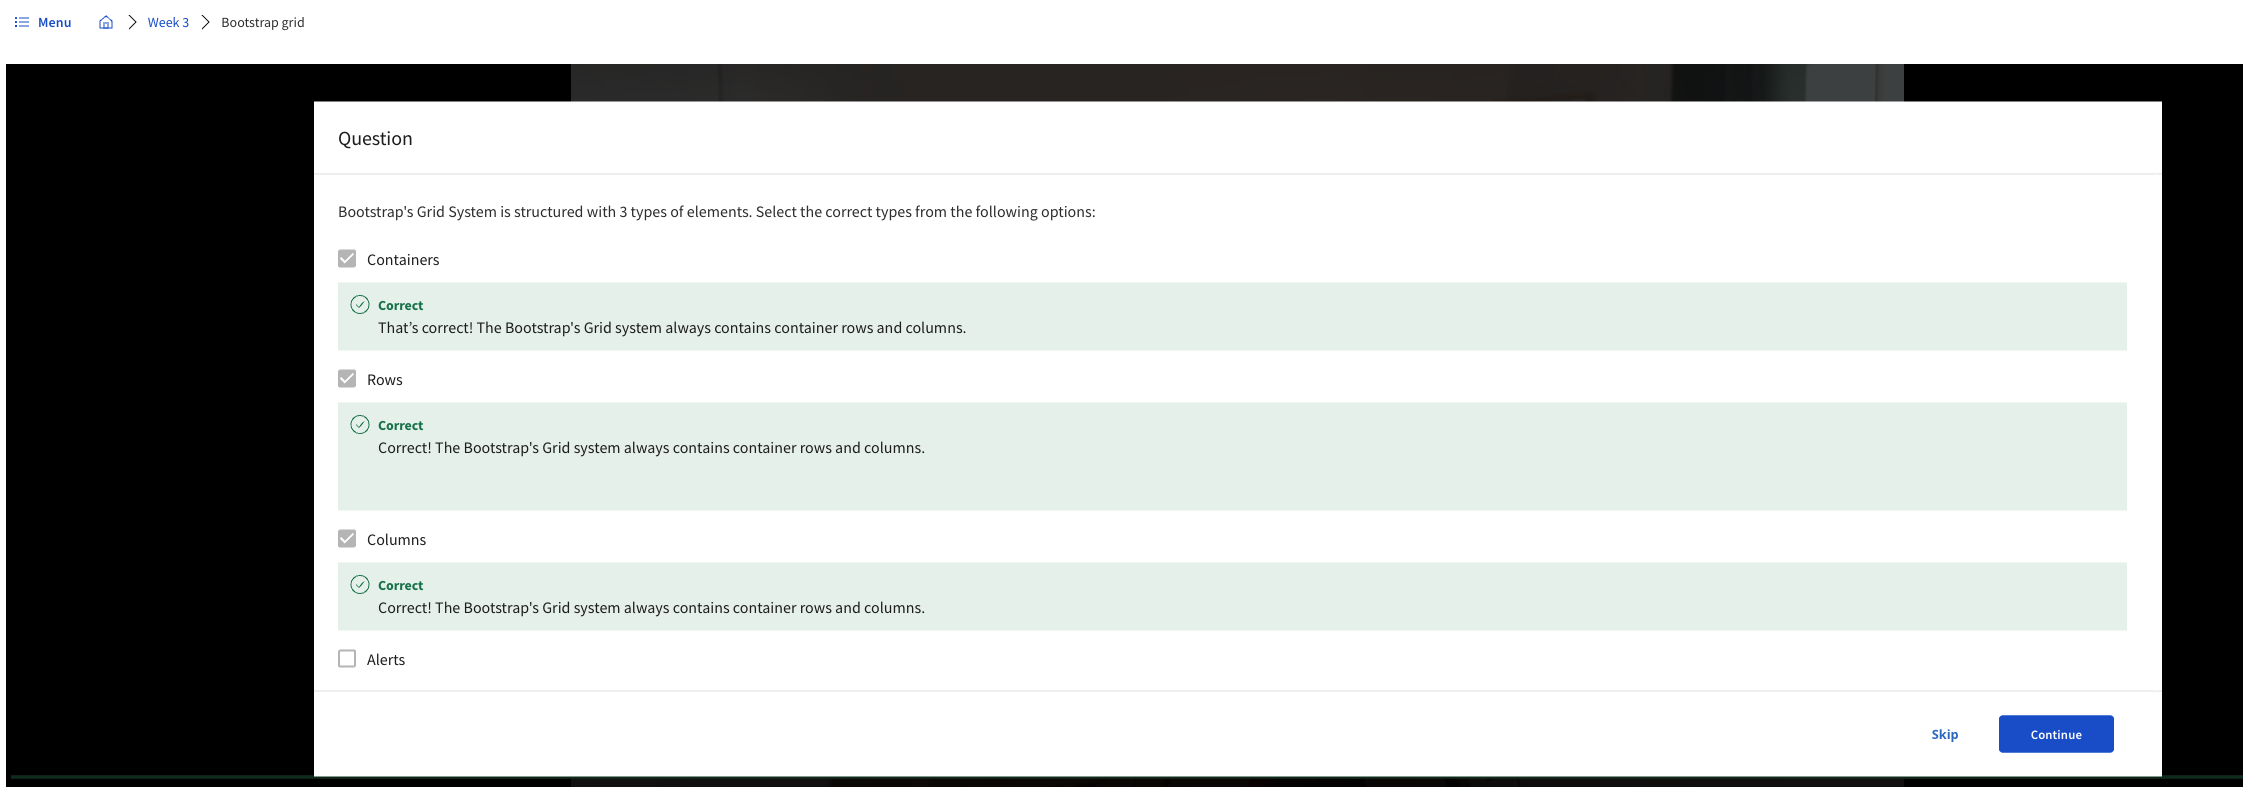 Menu
Week 3
Bootstrap grid
Question
Bootstrap's Grid System is structured with 3 types of elements. Select the correct types from the following options:
Containers
Correct
That’s correct! The Bootstrap's Grid system always contains container rows and columns.
Rows
Correct
Correct! The Bootstrap's Grid system always contains container rows and columns.
Columns
Correct
Correct! The Bootstrap's Grid system always contains container rows and columns.
Alerts
Skip
Continue